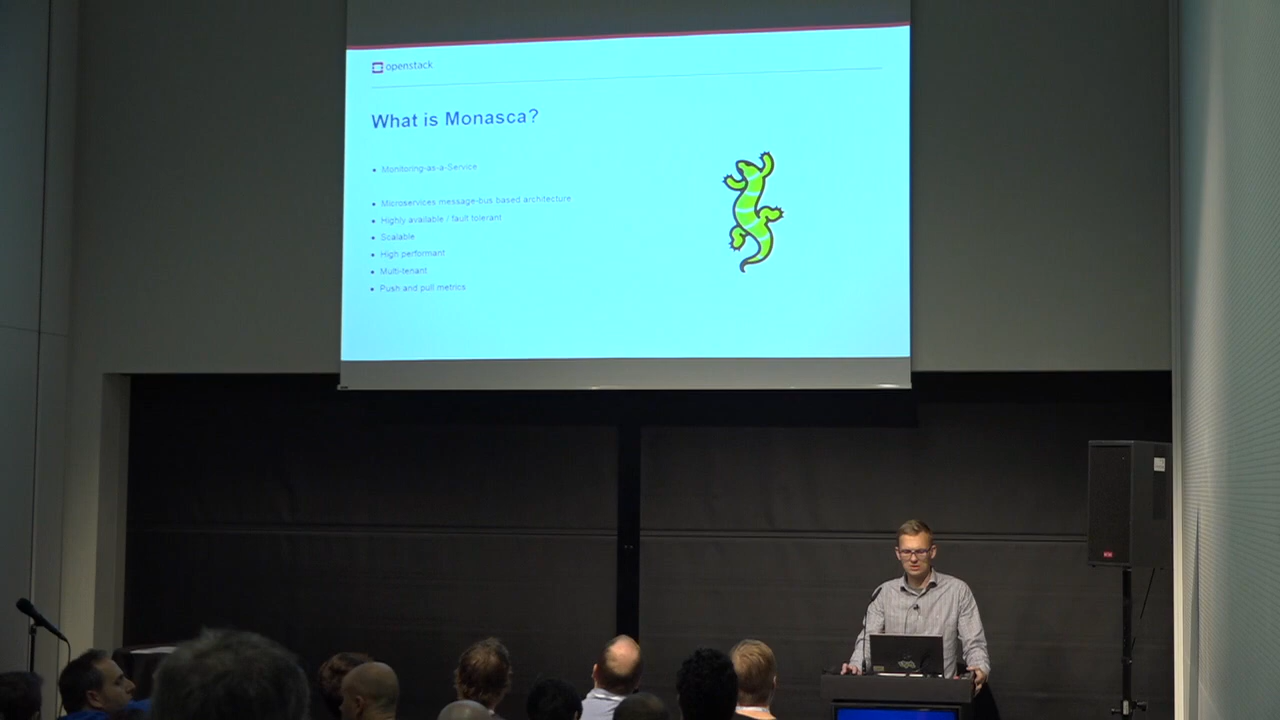 openstack
What is Monasca?
Monitoring-as-a-Service
Microservices message-bus based architecture
Highly available / fault tolerant
Scalable
High performant
Multi-tenant
Push and pull metrics